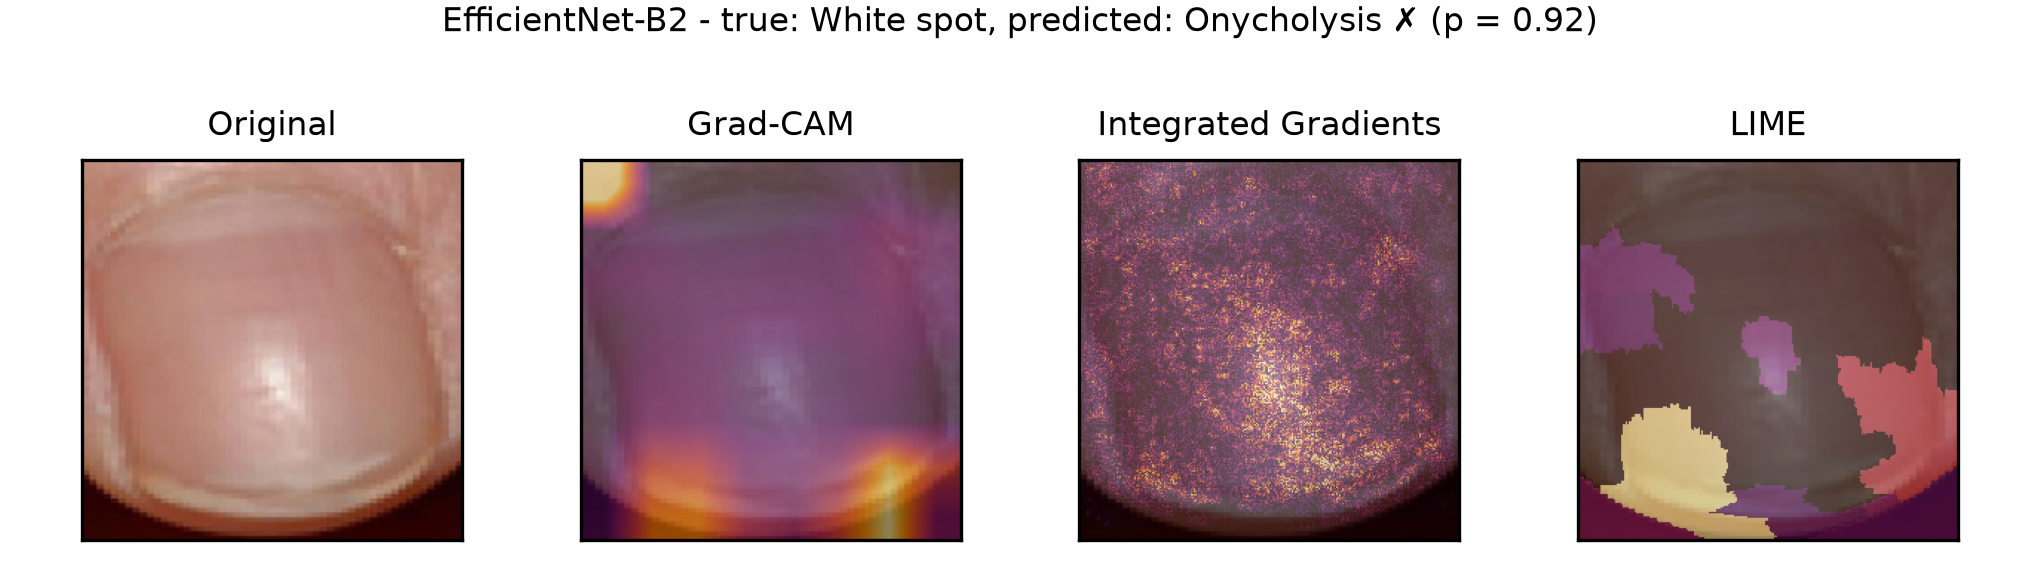 EfficientNet-B2 - true: White spot, predicted: Onycholysis ✗ (p = 0.92)
Original
Grad-CAM
Integrated Gradients
LIME